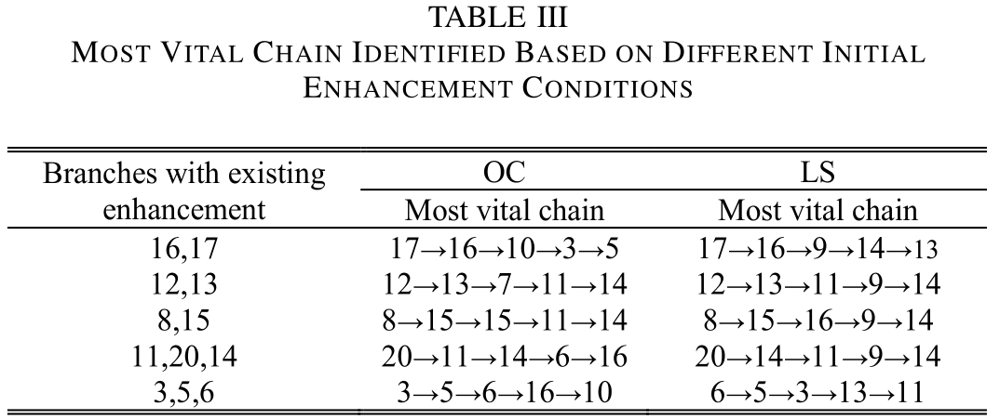 TABLE III
MOST VITAL CHAIN IDENTIFIED BASED ON DIFFERENT INITIAL
ENHANCEMENT CONDITIONS
Branches with existing enhancement OC LS
Most vital chain Most vital chain
16,17 17→16→10→3→5 17→16→9→14→13
12,13 12→13→7→11→14 12→13→11→9→14
8,15 8→15→15→11→14 8→15→16→9→14
11,20,14 20→11→14→6→16 20→14→11→9→14
3,5,6 3→5→6→16→10 6→5→3→13→11